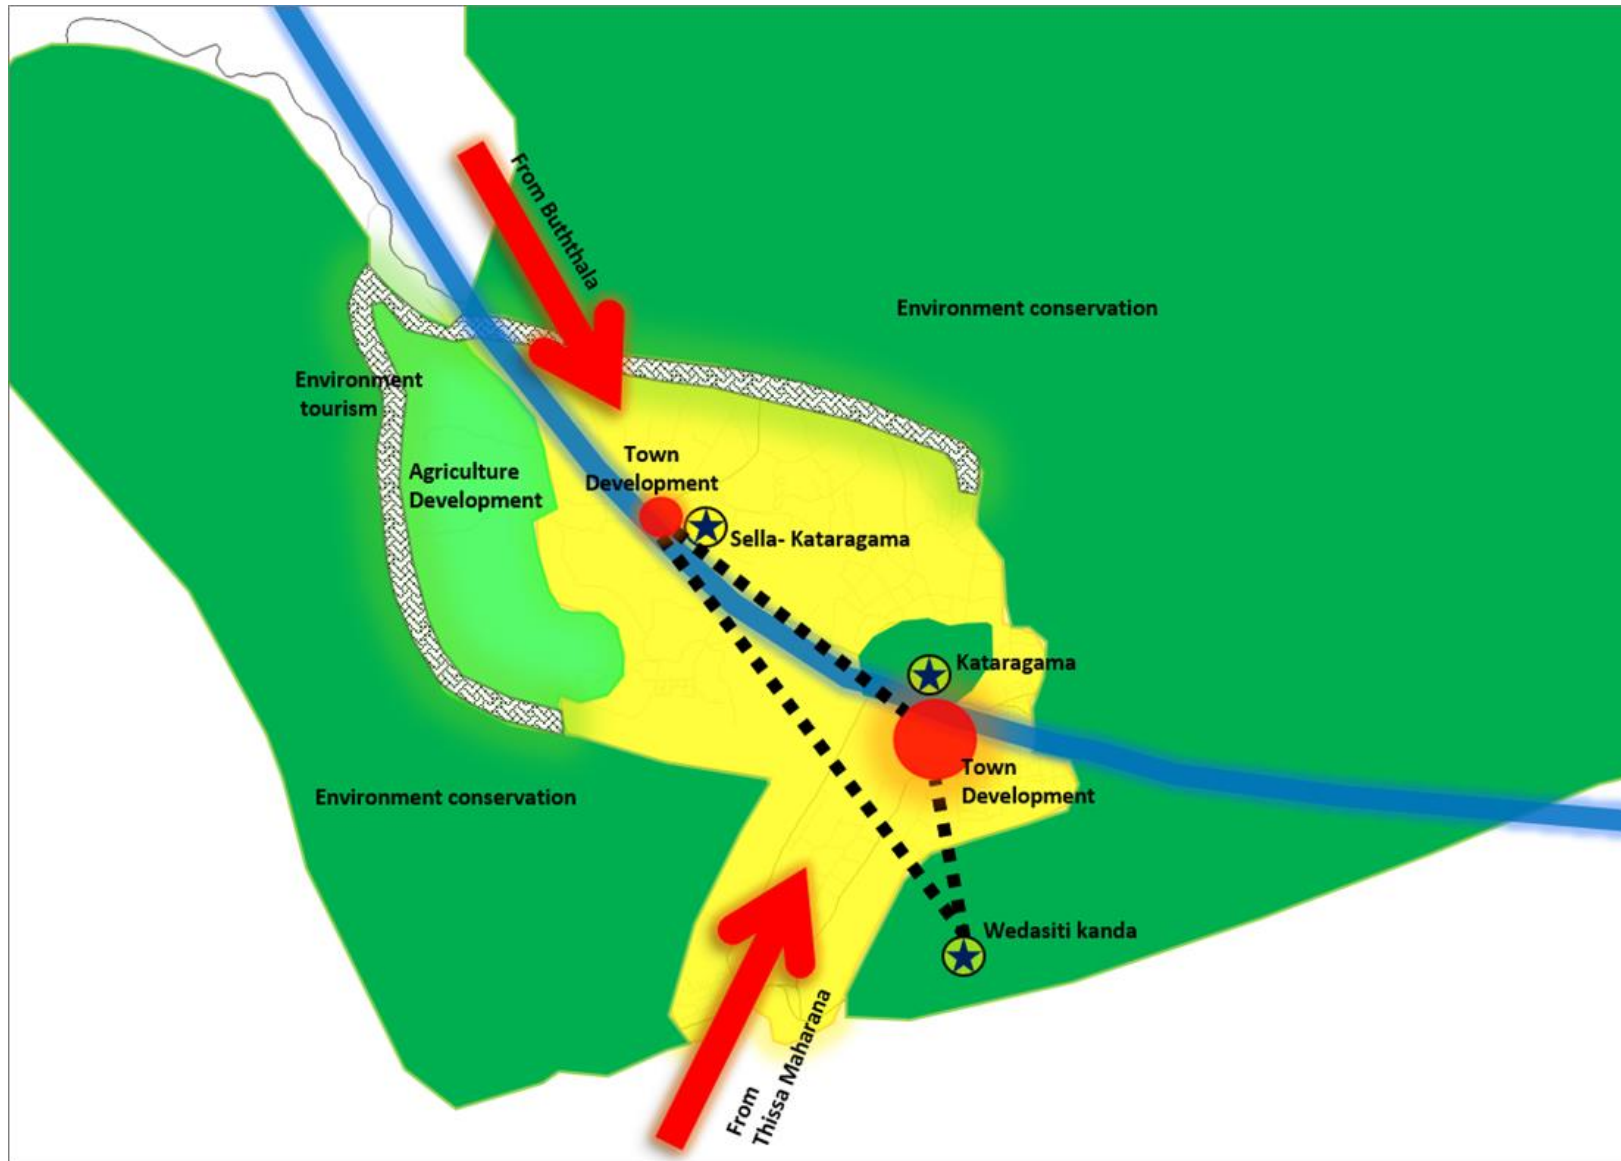 From Buththala
Environment conservation
Environment
tourism
Town
Development
Agriculture
Development
Sella- Kataragama
Kataragama
Town
Development
Environment conservation
Wedasiti kanda
From
Thissa Maharana